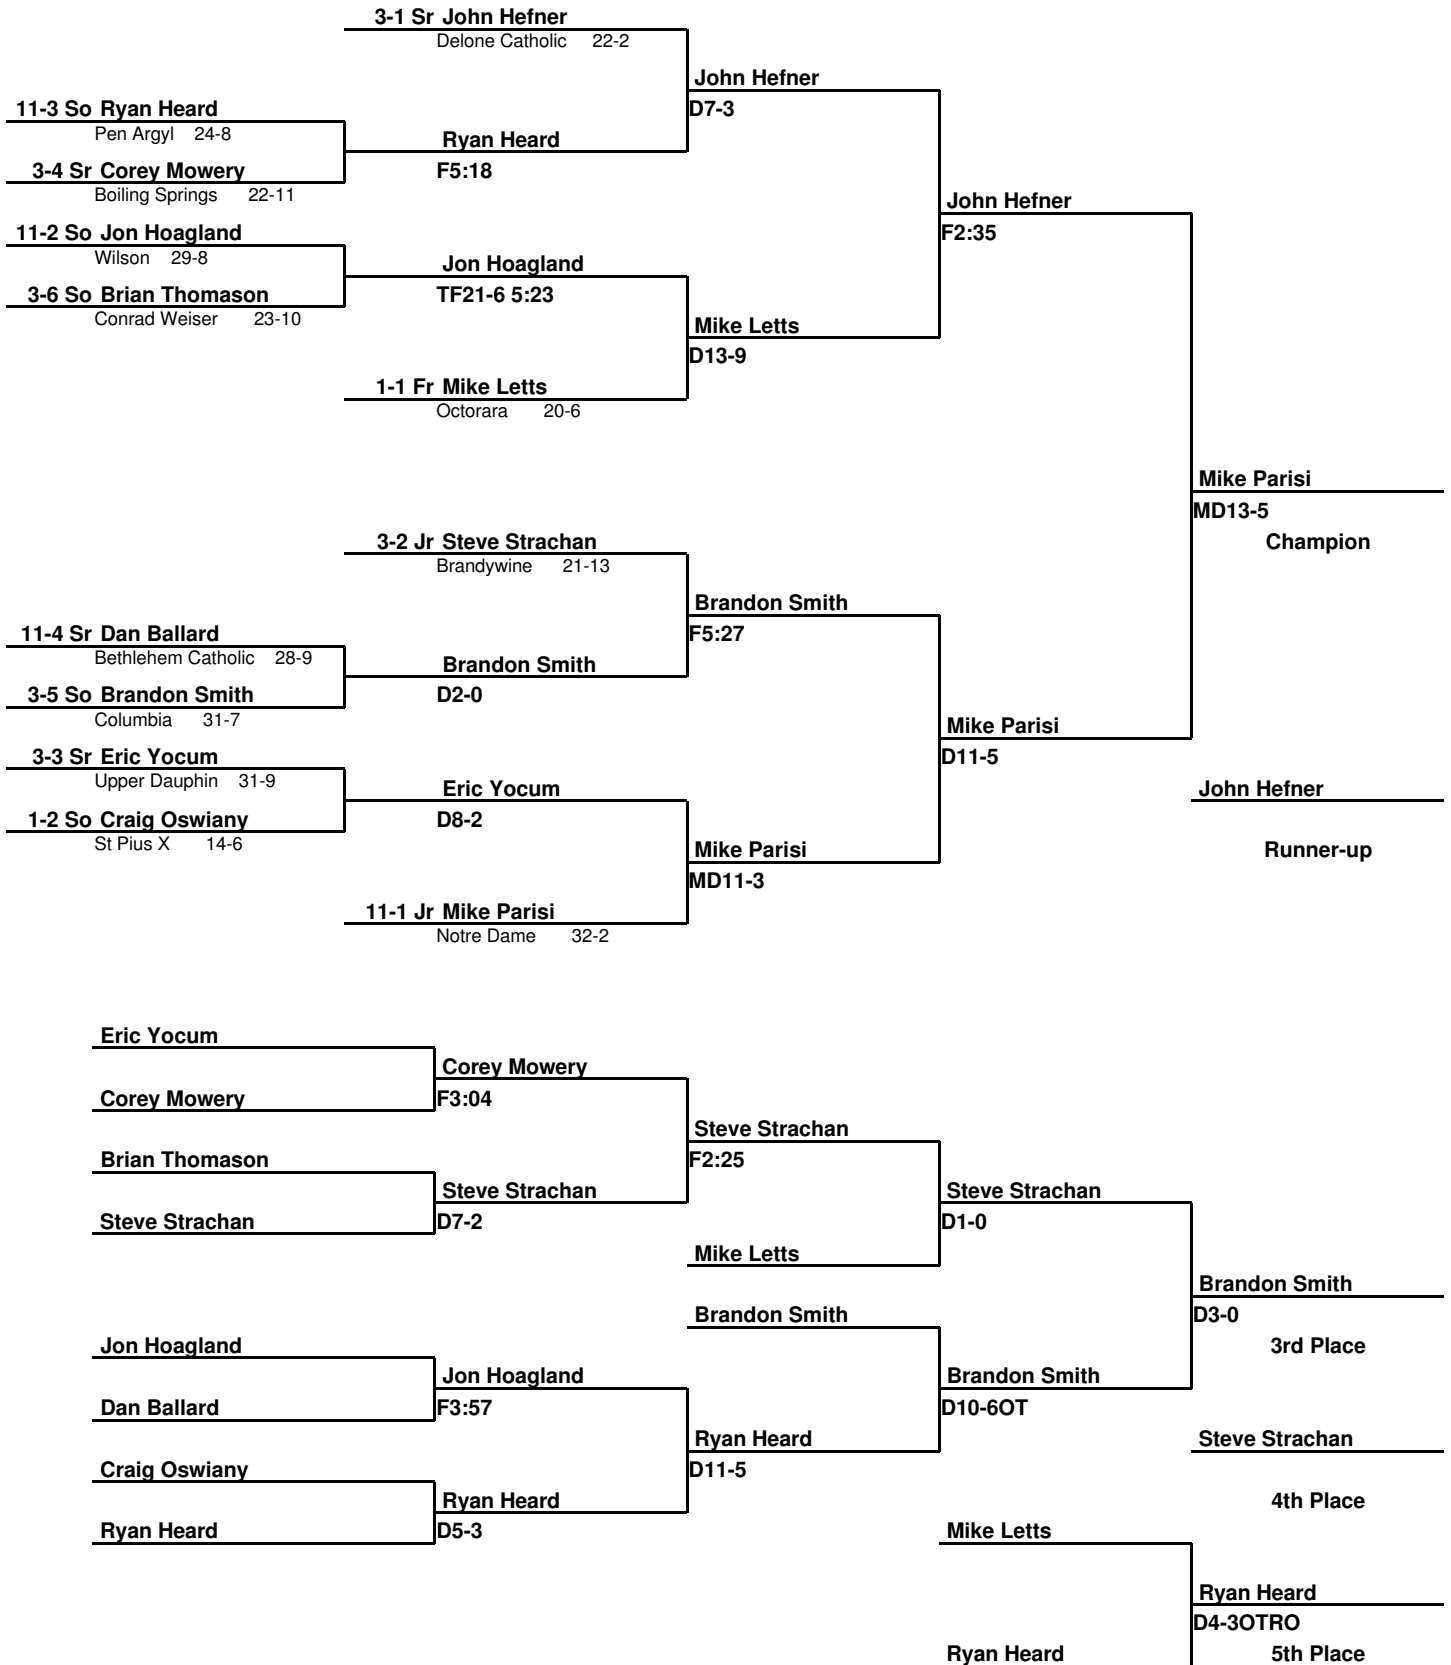 3-1 Sr John Hefner
Delone Catholic 22-2
John Hefner
11-3 So Ryan Heard
D7-3
Pen Argyl 24-8
Ryan Heard
3-4 Sr Corey Mowery
F5:18
Boiling Springs 22-11
John Hefner
11-2 So Jon Hoagland
F2:35
Wilson 29-8
Jon Hoagland
3-6 So Brian Thomason
TF21-6 5:23
Conrad Weiser 23-10
Mike Letts
D13-9
1-1 Fr Mike Letts
Octorara 20-6
Mike Parisi
MD13-5
3-2 Jr Steve Strachan
Champion
Brandywine 21-13
Brandon Smith
11-4 Sr Dan Ballard
F5:27
Bethlehem Catholic 28-9
Brandon Smith
3-5 So Brandon Smith
D2-0
Columbia 31-7
Mike Parisi
3-3 Sr Eric Yocum
D11-5
Upper Dauphin 31-9
Eric Yocum
John Hefner
1-2 So Craig Oswiany
D8-2
St Pius X 14-6
Mike Parisi
Runner-up
MD11-3
11-1 Jr Mike Parisi
Notre Dame 32-2
Eric Yocum
Corey Mowery
Corey Mowery
F3:04
Steve Strachan
Brian Thomason
F2:25
Steve Strachan
Steve Strachan
Steve Strachan
D7-2
D1-0
Mike Letts
Brandon Smith
Brandon Smith
D3-0
Jon Hoagland
3rd Place
Jon Hoagland
Brandon Smith
Dan Ballard
F3:57
D10-6OT
Ryan Heard
Steve Strachan
Craig Oswiany
D11-5
Ryan Heard
4th Place
Ryan Heard
D5-3
Mike Letts
Ryan Heard
D4-3OTRO
Ryan Heard
5th Place